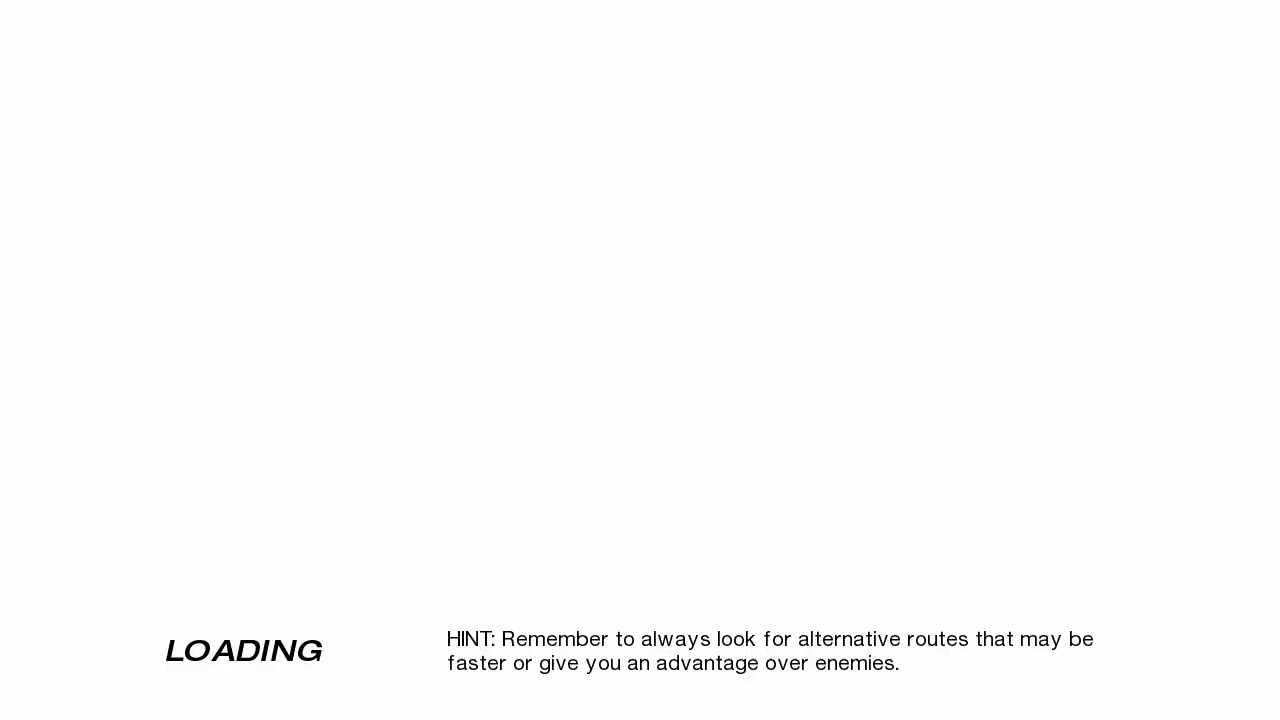 LOADING
HINT: Remember to always look for alternative routes that may be
faster or give you an advantage over enemies.